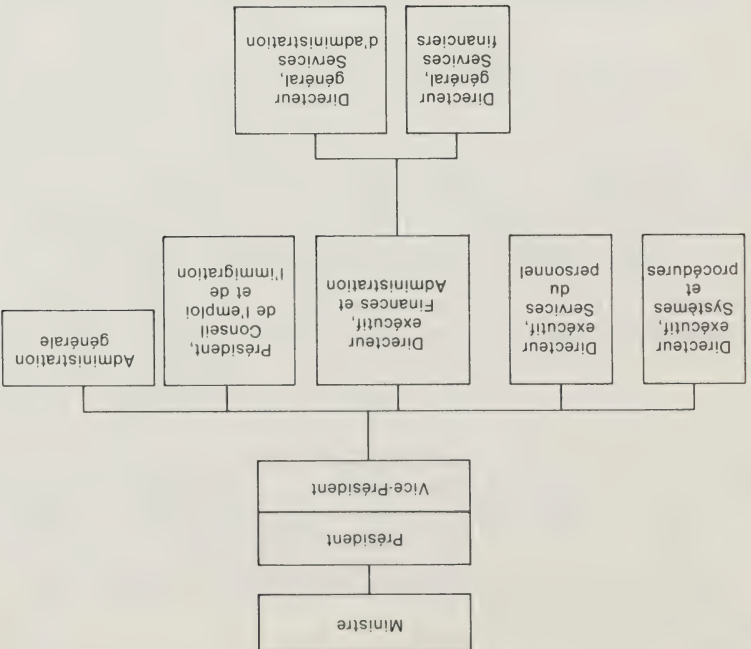 Ministre
Président
Vice-Président
Directeur
exécutif,
Systèmes
et
procédures
Directeur
exécutif,
Services
du
personnel
Directeur
exécutif,
Finances et
Administration
Président,
Conseil
de l'emploi
et de
l'immigration
Administration
générale
Directeur
général,
Services
financiers
Directeur
général,
Services
d'administration